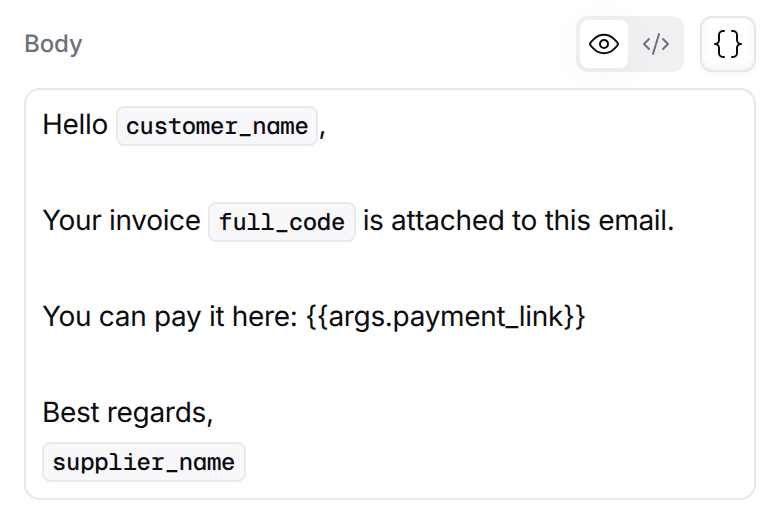 Body
</>
{}
Hello customer_name,
Your invoice full_code is attached to this email.
You can pay it here: {{args.payment_link}}
Best regards,
supplier_name